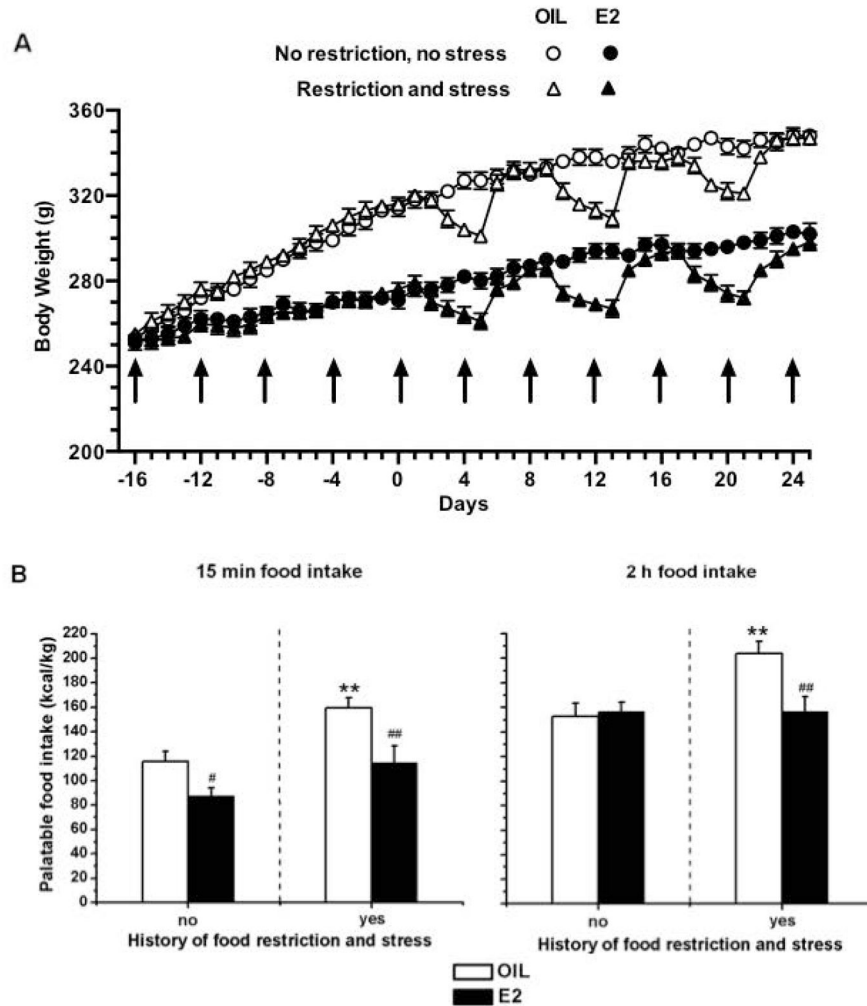 OIL E2
A
No restriction, no stress
Restriction and stress
360
320
280
240
200
Body Weight (g)
-16 -12 -8 -4 0 4 8 12 16 20 24
Days
B
15 min food intake
2 h food intake
220
200
180
160
140
120
100
80
60
40
20
0
Palatable food intake (kcal/kg)
#
**
##
**
##
no yes
no yes
History of food restriction and stress
History of food restriction and stress
OIL
E2